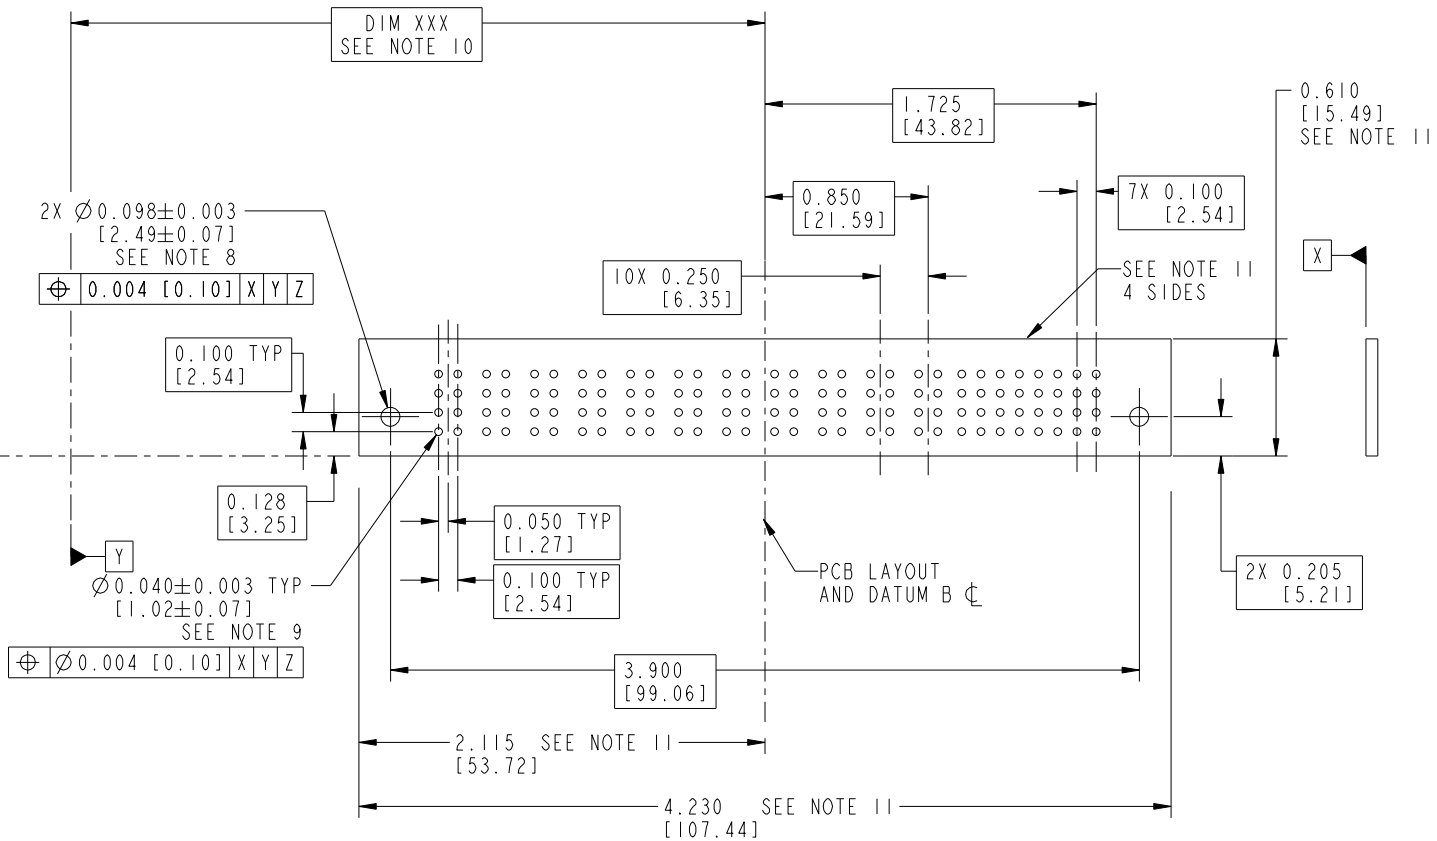 DIM XXX
SEE NOTE 10
1.725
[43.82]
0.610
[15.49]
SEE NOTE 11
0.850
[21.59]
7X 0.100
[2.54]
2X ∅0.098±0.003
[2.49±0.07]
SEE NOTE 8
⌖ 0.004 [0.10] X Y Z
10X 0.250
[6.35]
SEE NOTE 11
4 SIDES
X
0.100 TYP
[2.54]
0.128
[3.25]
0.050 TYP
[1.27]
Y
0.100 TYP
[2.54]
PCB LAYOUT
AND DATUM B ℄
2X 0.205
[5.21]
∅0.040±0.003 TYP
[1.02±0.07]
SEE NOTE 9
⌖ ∅0.004 [0.10] X Y Z
3.900
[99.06]
2.115 SEE NOTE 11
[53.72]
4.230 SEE NOTE 11
[107.44]